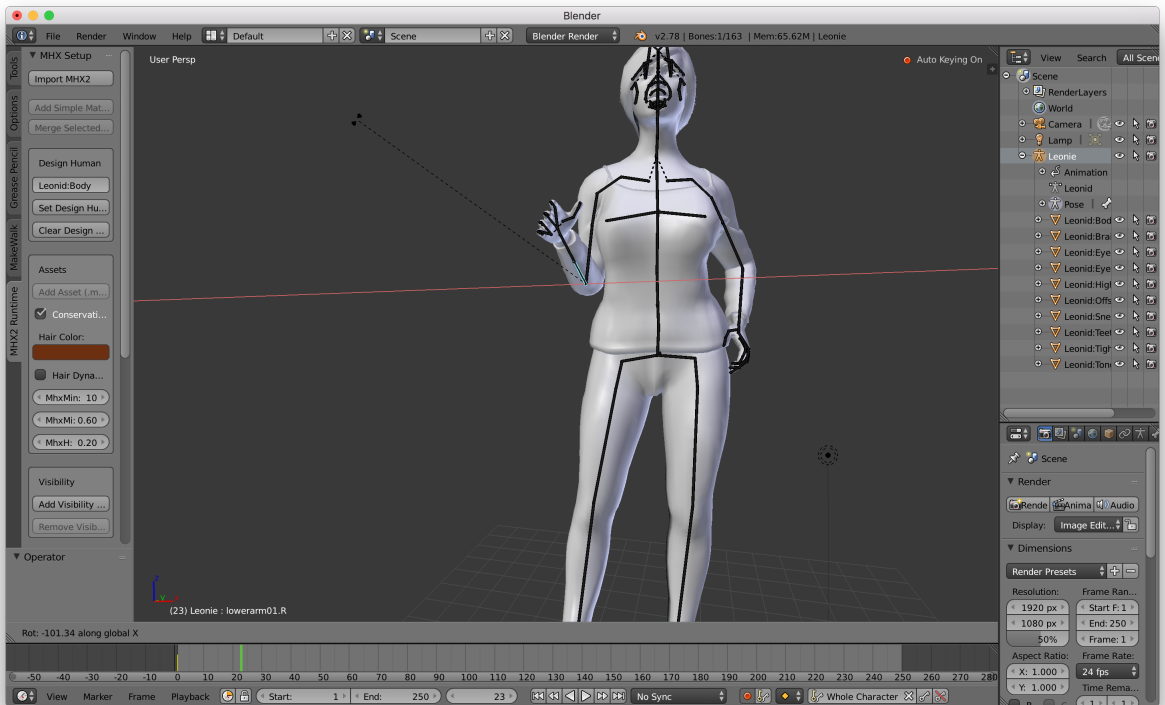 Blender
File Render Window Help Default Scene Blender Render v2.78 | Bones:1/163 | Mem:65.62M | Leonie
MHX Setup
Import MHX2
Add Simple Mat...
Merge Selected...
Design Human
Leonid:Body
Set Design Hu...
Clear Design ...
Assets
Add Asset (.m...
Conservati...
Hair Color:
Hair Dyna...
MhxMin: 10
MhxMi: 0.60
MhxH: 0.20
Visibility
Add Visibility ...
Remove Visib...
Operator
Tools
Options
Grease Pencil
MakeWalk
MHX2 Runtime
User Persp
Auto Keying On
(23) Leonie : lowerarm01.R
Rot: -101.34 along global X
View Search All Scen
Scene
RenderLayers
World
Camera
Lamp
Leonie
Animation
Leonid
Pose
Leonid:Bod
Leonid:Bra
Leonid:Eye
Leonid:Eye
Leonid:Higl
Leonid:Offs
Leonid:Sne
Leonid:Teet
Leonid:Tigh
Leonid:Ton
Scene
Render
Rende Anima Audio
Display: Image Edit...
Dimensions
Render Presets
Resolution: Frame Ran...
1920 px Start F: 1
1080 px End: 250
50% Frame: 1
Aspect Ratio: Frame Rate:
X: 1.000 24 fps
Y: 1.000 Time Rema...
-50 -40 -30 -20 -10 0 10 20 30 40 50 60 70 80 90 100 110 120 130 140 150 160 170 180 190 200 210 220 230 240 250 260 270 280
View Marker Frame Playback Start: 1 End: 250 23 No Sync Whole Character